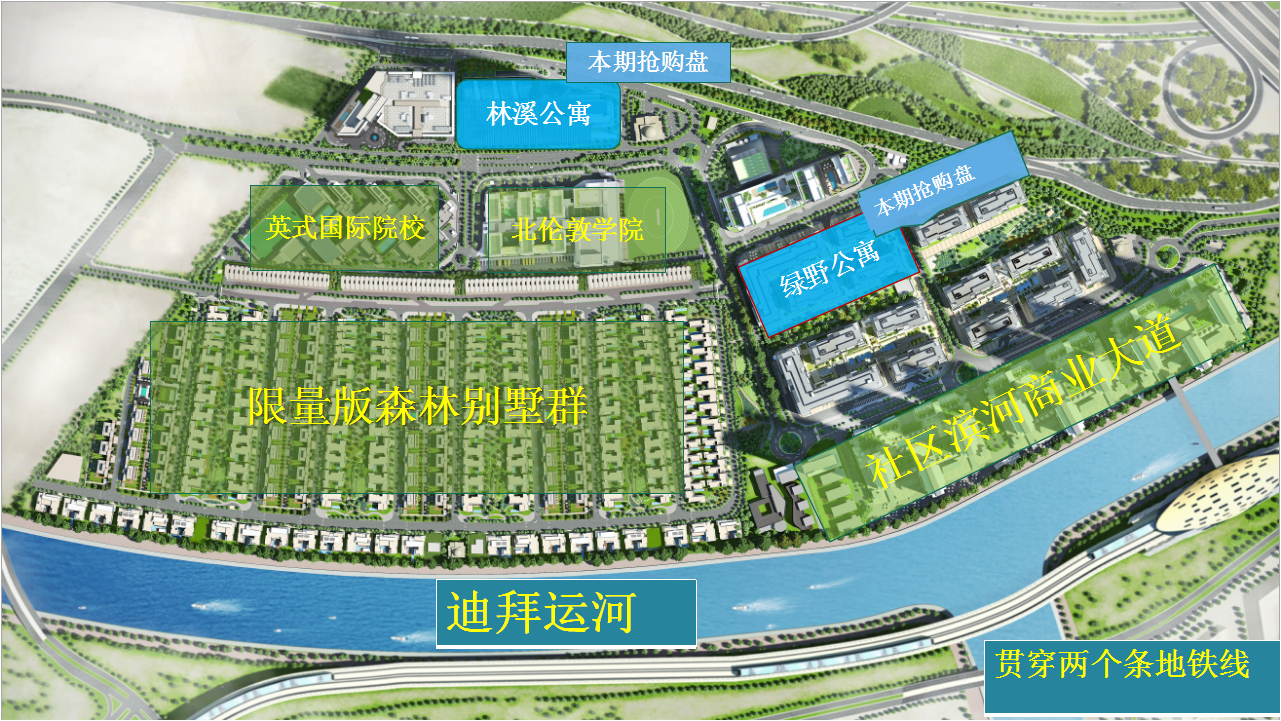 本期抢购盘
林溪公寓
本期抢购盘
英式国际院校
北伦敦学院
绿野公寓
限量版森林别墅群
社区滨河商业大道
迪拜运河
贯穿两个条地铁线